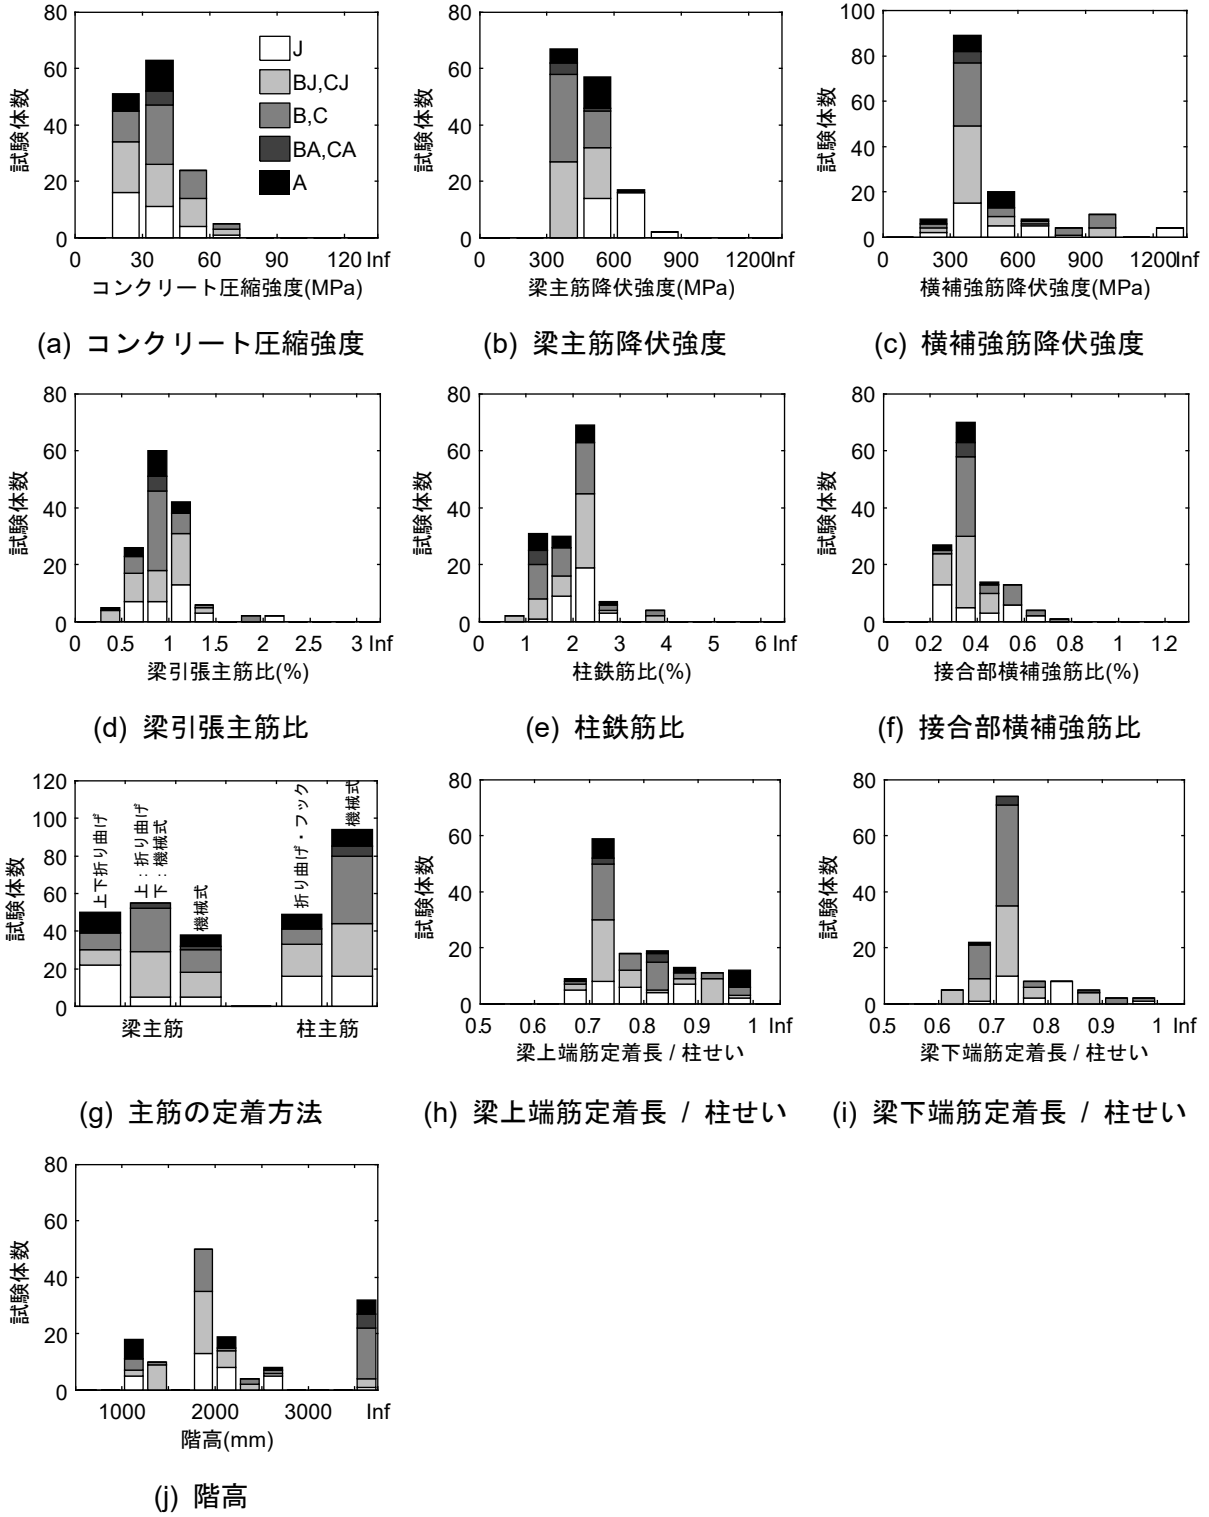 80
60
40
20
0
試験体数
J
BJ,CJ
B,C
BA,CA
A
0 30 60 90 120 Inf
コンクリート圧縮強度(MPa)
(a) コンクリート圧縮強度
80
60
40
20
0
試験体数
0 300 600 900 1200Inf
梁主筋降伏強度(MPa)
(b) 梁主筋降伏強度
100
80
60
40
20
0
試験体数
0 300 600 900 1200Inf
横補強筋降伏強度(MPa)
(c) 横補強筋降伏強度
80
60
40
20
0
試験体数
0 0.5 1 1.5 2 2.5 3 Inf
梁引張主筋比(%)
(d) 梁引張主筋比
80
60
40
20
0
試験体数
0 1 2 3 4 5 6 Inf
柱鉄筋比(%)
(e) 柱鉄筋比
80
60
40
20
0
試験体数
0 0.2 0.4 0.6 0.8 1 1.2
接合部横補強筋比(%)
(f) 接合部横補強筋比
120
100
80
60
40
20
0
試験体数
上下折り曲げ
上：折り曲げ
下：機械式
機械式
折り曲げ・フック
機械式
梁主筋 柱主筋
(g) 主筋の定着方法
80
60
40
20
0
試験体数
0.5 0.6 0.7 0.8 0.9 1 Inf
梁上端筋定着長 / 柱せい
(h) 梁上端筋定着長 / 柱せい
80
60
40
20
0
試験体数
0.5 0.6 0.7 0.8 0.9 1 Inf
梁下端筋定着長 / 柱せい
(i) 梁下端筋定着長 / 柱せい
80
60
40
20
0
試験体数
1000 2000 3000 Inf
階高(mm)
(j) 階高